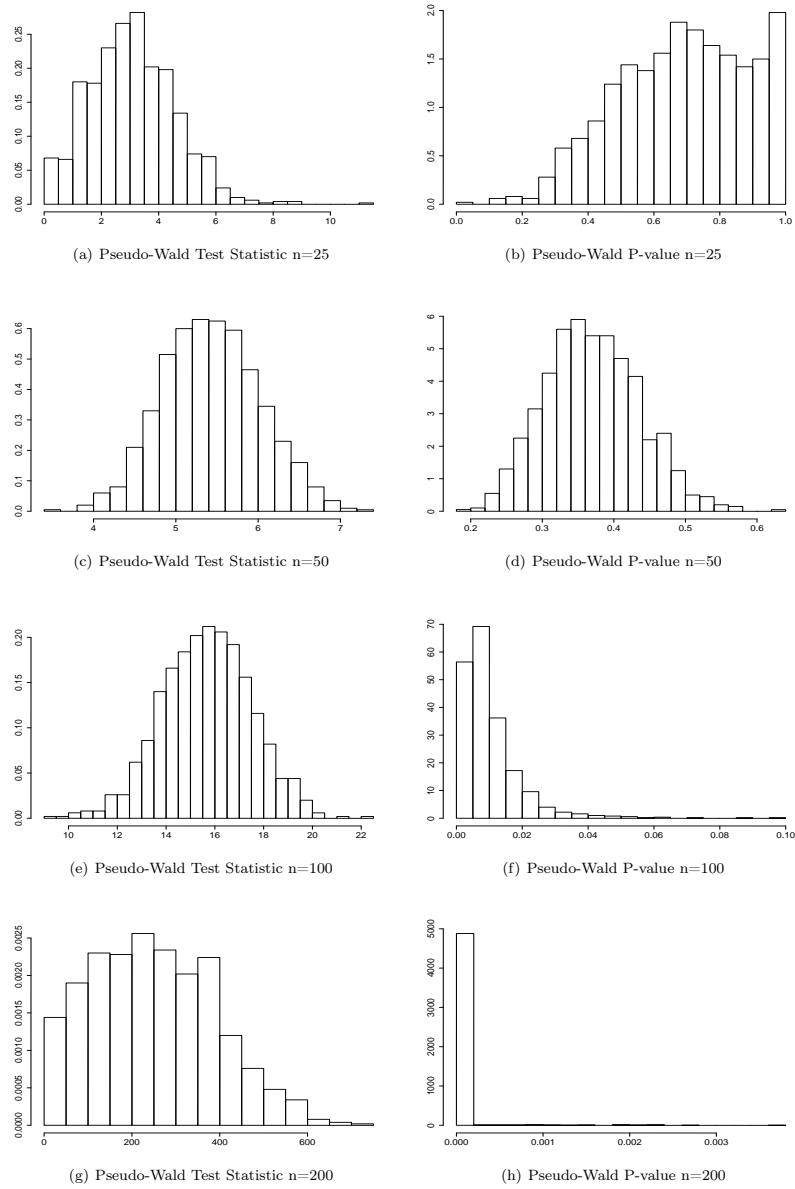 0.00 0.05 0.10 0.15 0.20 0.25
0 2 4 6 8 10
(a) Pseudo-Wald Test Statistic n=25
0.0 0.5 1.0 1.5 2.0
0.0 0.2 0.4 0.6 0.8 1.0
(b) Pseudo-Wald P-value n=25
0.0 0.1 0.2 0.3 0.4 0.5 0.6
4 5 6 7
(c) Pseudo-Wald Test Statistic n=50
0 1 2 3 4 5 6
0.2 0.3 0.4 0.5 0.6
(d) Pseudo-Wald P-value n=50
0.00 0.05 0.10 0.15 0.20
10 12 14 16 18 20 22
(e) Pseudo-Wald Test Statistic n=100
0 10 20 30 40 50 60 70
0.00 0.02 0.04 0.06 0.08 0.10
(f) Pseudo-Wald P-value n=100
0.0000 0.0005 0.0010 0.0015 0.0020 0.0025
0 200 400 600
(g) Pseudo-Wald Test Statistic n=200
0 1000 2000 3000 4000 5000
0.000 0.001 0.002 0.003
(h) Pseudo-Wald P-value n=200